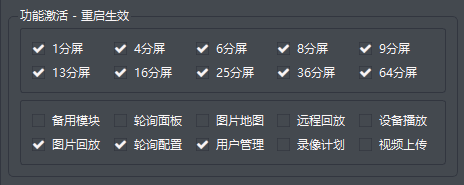 功能激活 - 重启生效
1分屏 4分屏 6分屏 8分屏 9分屏
13分屏 16分屏 25分屏 36分屏 64分屏
备用模块 轮询面板 图片地图 远程回放 设备播放
图片回放 轮询配置 用户管理 录像计划 视频上传